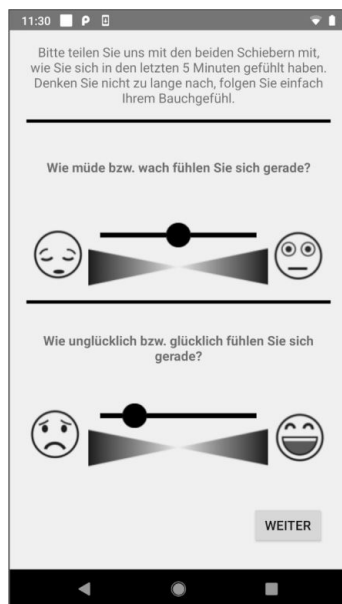 11:30
Bitte teilen Sie uns mit den beiden Schiebern mit,
wie Sie sich in den letzten 5 Minuten gefühlt haben.
Denken Sie nicht zu lange nach, folgen Sie einfach
Ihrem Bauchgefühl.
Wie müde bzw. wach fühlen Sie sich gerade?
Wie unglücklich bzw. glücklich fühlen Sie sich
gerade?
WEITER